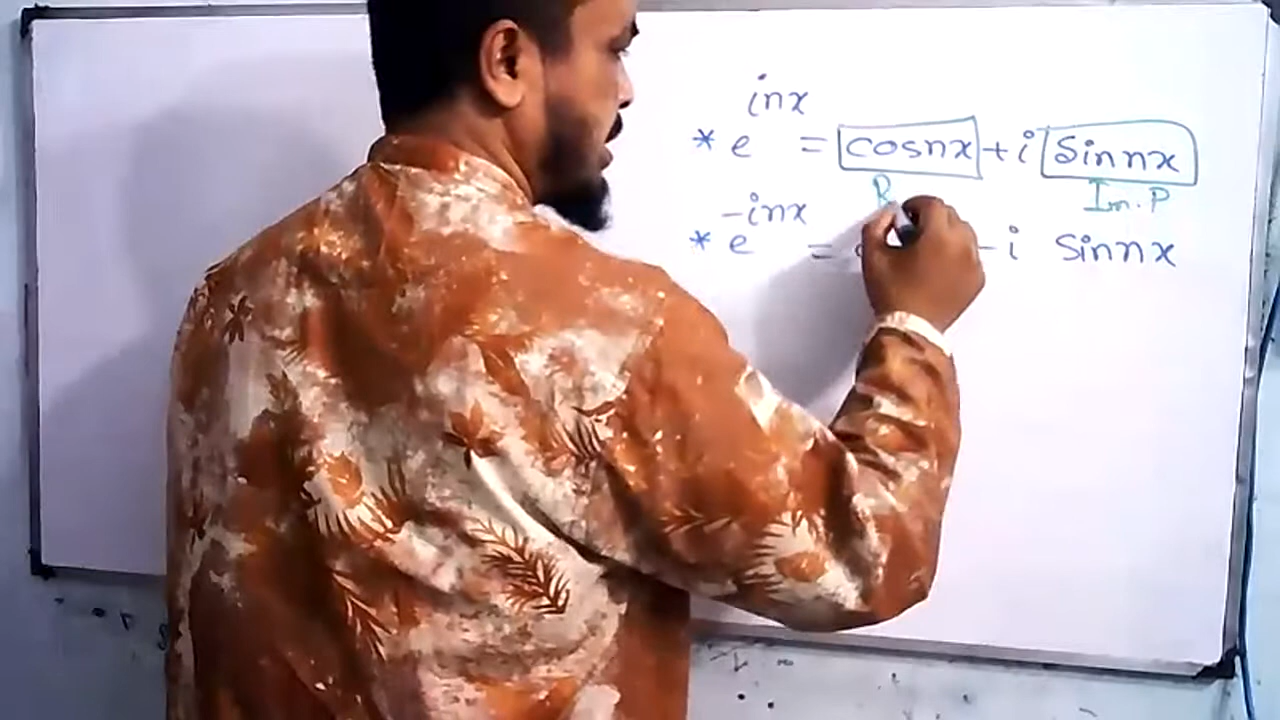 * e^inx = cosnx + i Sinnx
R Im.P
* e^-inx = - i Sinnx